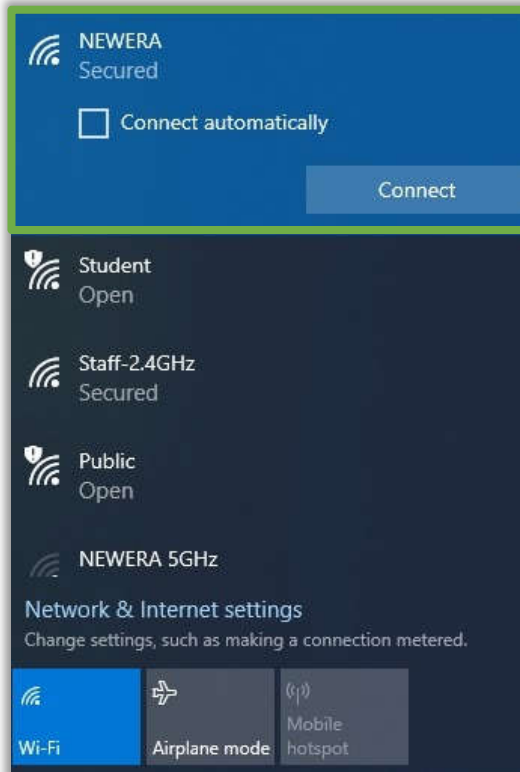 NEWERA
Secured
Connect automatically
Connect
Student
Open
Staff-2.4GHz
Secured
Public
Open
NEWERA 5GHz
Network & Internet settings
Change settings, such as making a connection metered.
Wi-Fi
Airplane mode
Mobile
hotspot